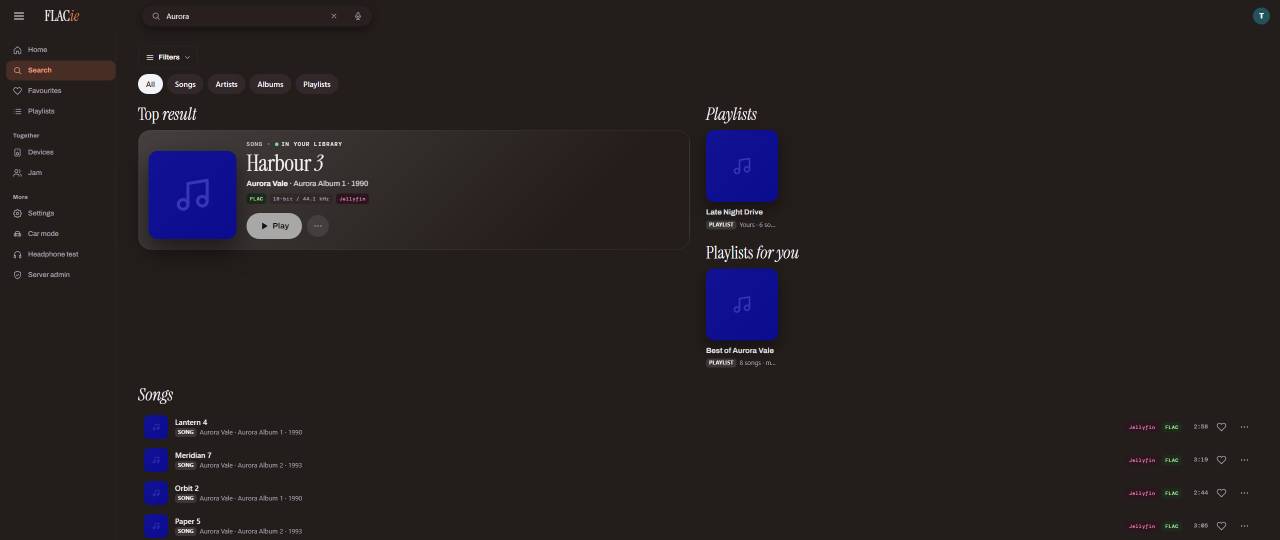 FLACie
Aurora
T
Home
Search
Favourites
Playlists
Together
Devices
Jam
More
Settings
Car mode
Headphone test
Server admin
Filters
All
Songs
Artists
Albums
Playlists
Top result
SONG · IN YOUR LIBRARY
Harbour 3
Aurora Vale · Aurora Album 1 · 1990
FLAC 16-bit / 44.1 kHz Jellyfin
Play
Playlists
Late Night Drive
PLAYLIST Yours · 6 so...
Playlists for you
Best of Aurora Vale
PLAYLIST 8 songs · m...
Songs
Lantern 4
SONG Aurora Vale · Aurora Album 1 · 1990
Jellyfin FLAC 2:58
Meridian 7
SONG Aurora Vale · Aurora Album 2 · 1993
Jellyfin FLAC 3:19
Orbit 2
SONG Aurora Vale · Aurora Album 1 · 1990
Jellyfin FLAC 2:44
Paper 5
SONG Aurora Vale · Aurora Album 2 · 1993
Jellyfin FLAC 3:05